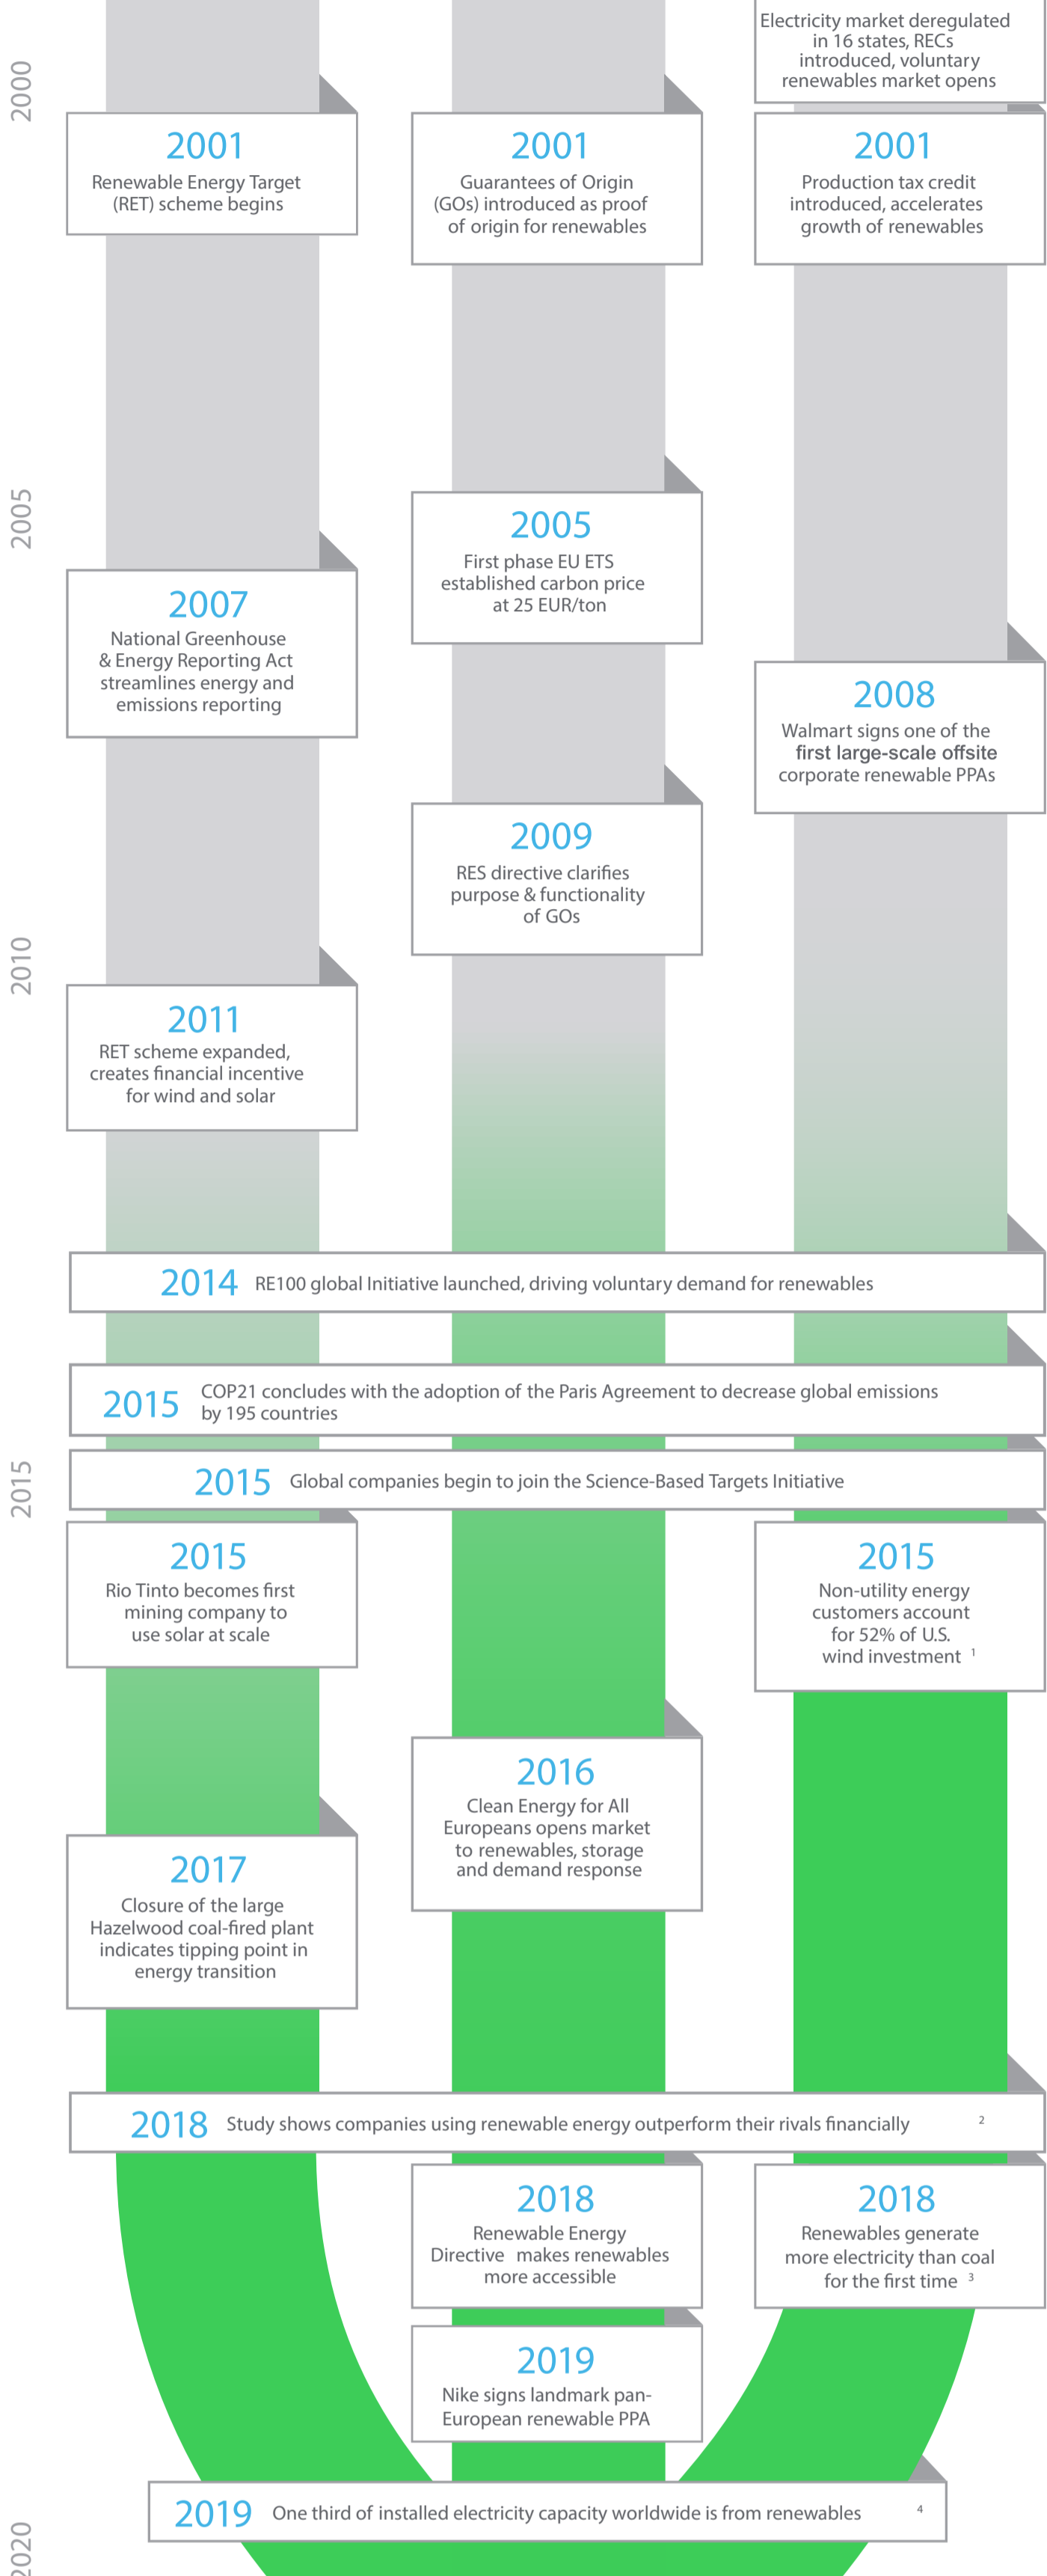 Electricity market deregulated
in 16 states, RECs
introduced, voluntary
renewables market opens
2000
2001
Renewable Energy Target
(RET) scheme begins
2001
Guarantees of Origin
(GOs) introduced as proof
of origin for renewables
2001
Production tax credit
introduced, accelerates
growth of renewables
2005
2005
First phase EU ETS
established carbon price
at 25 EUR/ton
2007
National Greenhouse
& Energy Reporting Act
streamlines energy and
emissions reporting
2008
Walmart signs one of the
first large-scale offsite
corporate renewable PPAs
2009
RES directive clarifies
purpose & functionality
of GOs
2010
2011
RET scheme expanded,
creates financial incentive
for wind and solar
2014 RE100 global Initiative launched, driving voluntary demand for renewables
2015 COP21 concludes with the adoption of the Paris Agreement to decrease global emissions
by 195 countries
2015
2015 Global companies begin to join the Science-Based Targets Initiative
2015
Rio Tinto becomes first
mining company to
use solar at scale
2015
Non-utility energy
customers account
for 52% of U.S.
wind investment 1
2016
Clean Energy for All
Europeans opens market
to renewables, storage
and demand response
2017
Closure of the large
Hazelwood coal-fired plant
indicates tipping point in
energy transition
2018 Study shows companies using renewable energy outperform their rivals financially 2
2018
Renewable Energy
Directive makes renewables
more accessible
2018
Renewables generate
more electricity than coal
for the first time 3
2019
Nike signs landmark pan-
European renewable PPA
2019 One third of installed electricity capacity worldwide is from renewables 4
2020